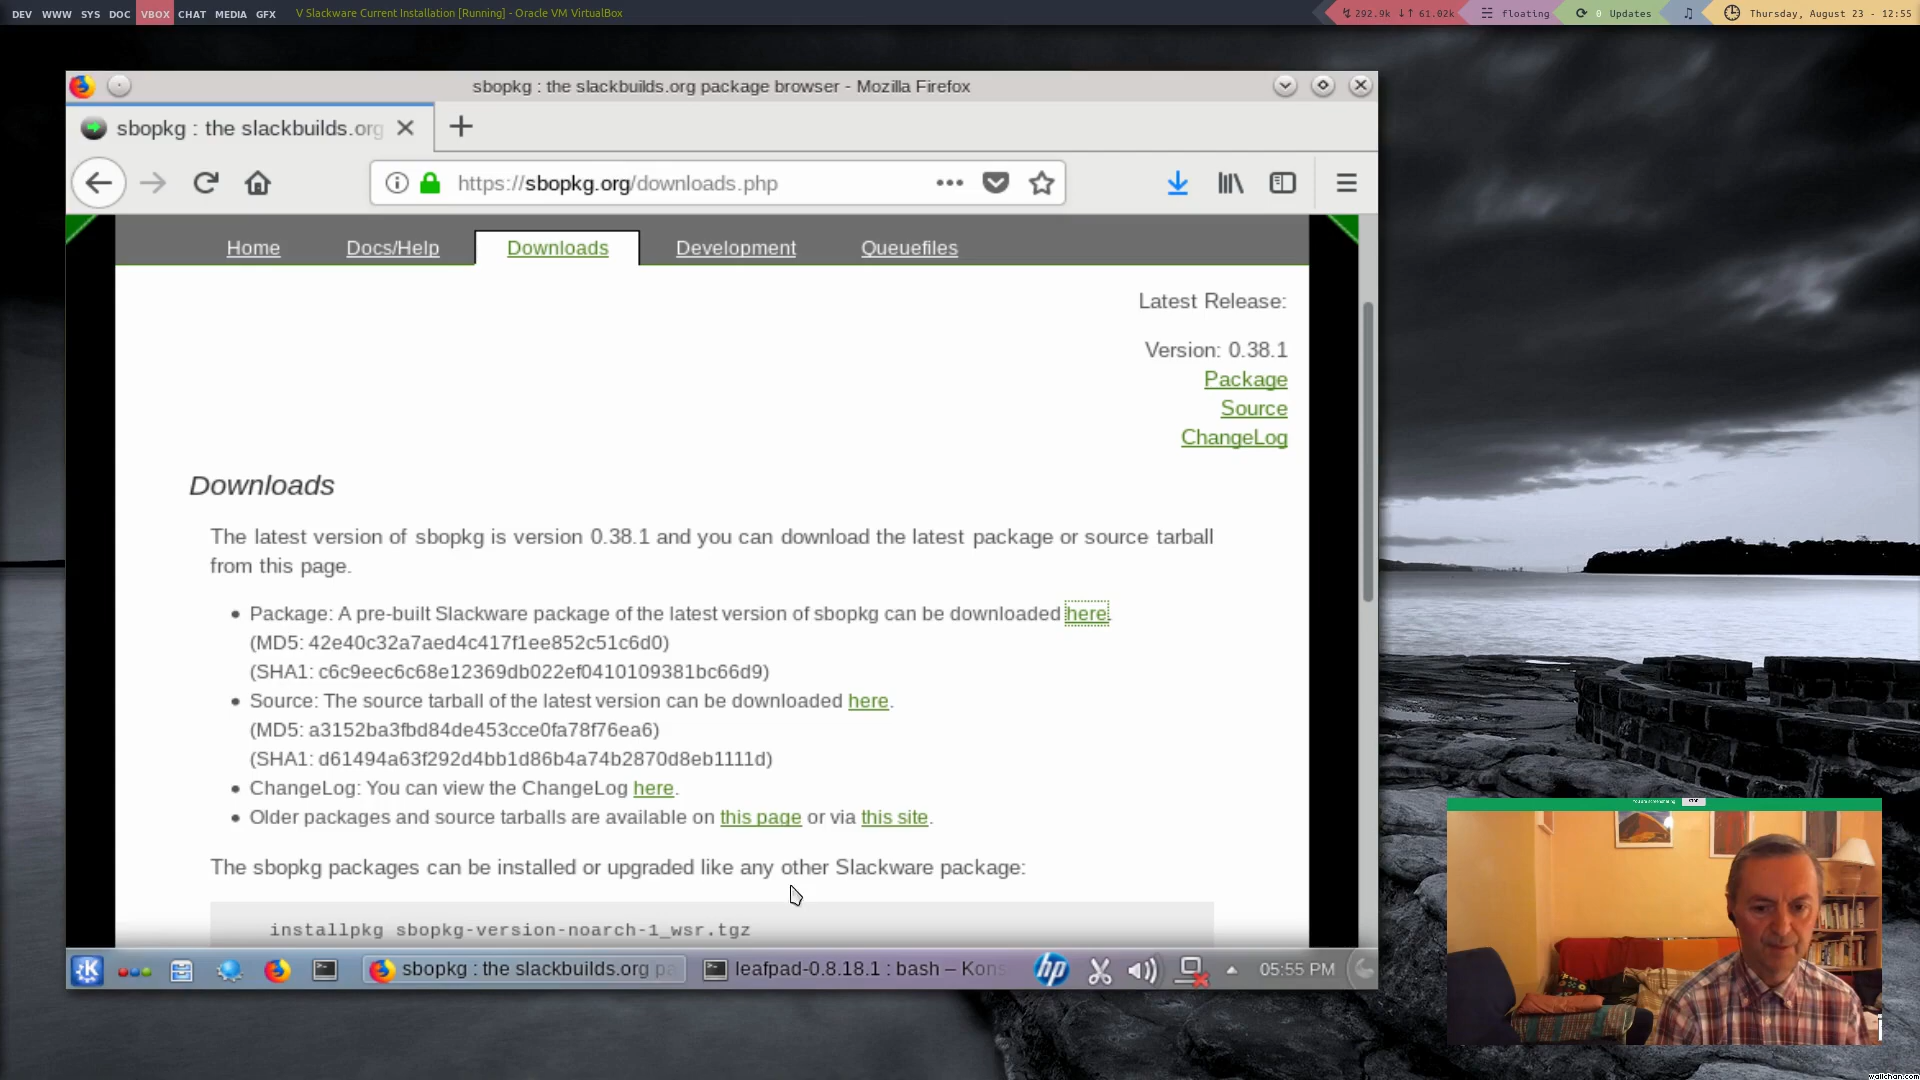 DEV WWW SYS DOC VBOX CHAT MEDIA GFX V Slackware Current Installation [Running] - Oracle VM VirtualBox 292.9k ↓↑ 61.02k floating 0 Updates Thursday, August 23 - 12:55
sbopkg : the slackbuilds.org package browser - Mozilla Firefox
sbopkg : the slackbuilds.org
https://sbopkg.org/downloads.php
Home Docs/Help Downloads Development Queuefiles
Latest Release:
Version: 0.38.1
Package
Source
ChangeLog
Downloads
The latest version of sbopkg is version 0.38.1 and you can download the latest package or source tarball
from this page.
• Package: A pre-built Slackware package of the latest version of sbopkg can be downloaded here.
(MD5: 42e40c32a7aed4c417f1ee852c51c6d0)
(SHA1: c6c9eec6c68e12369db022ef0410109381bc66d9)
• Source: The source tarball of the latest version can be downloaded here.
(MD5: a3152ba3fbd84de453cce0fa78f76ea6)
(SHA1: d61494a63f292d4bb1d86b4a74b2870d8eb1111d)
• ChangeLog: You can view the ChangeLog here.
• Older packages and source tarballs are available on this page or via this site.
The sbopkg packages can be installed or upgraded like any other Slackware package:
installpkg sbopkg-version-noarch-1_wsr.tgz
sbopkg : the slackbuilds.org pa leafpad-0.8.18.1 : bash – Kons hp 05:55 PM
wallchan.com